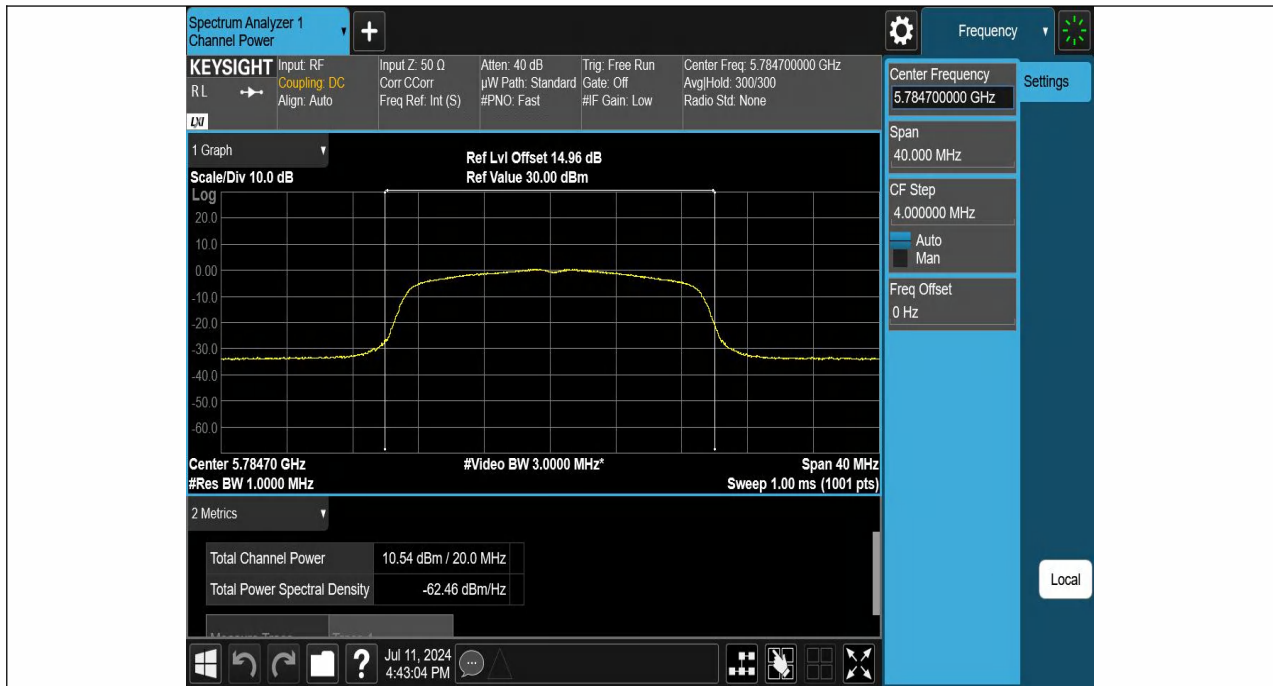 Spectrum Analyzer 1
Channel Power
+
Frequency
KEYSIGHT
RL
LXI
Input: RF
Coupling: DC
Align: Auto
Input Z: 50 Ω
Corr CCorr
Freq Ref: Int (S)
Atten: 40 dB
µW Path: Standard
#PNO: Fast
Trig: Free Run
Gate: Off
#IF Gain: Low
Center Freq: 5.784700000 GHz
Avg|Hold: 300/300
Radio Std: None
Center Frequency
5.784700000 GHz
Settings
Span
40.000 MHz
CF Step
4.000000 MHz
Auto
Man
Freq Offset
0 Hz
Local
1 Graph
Scale/Div 10.0 dB
Ref Lvl Offset 14.96 dB
Ref Value 30.00 dBm
Log
20.0
10.0
0.00
-10.0
-20.0
-30.0
-40.0
-50.0
-60.0
Center 5.78470 GHz
#Video BW 3.0000 MHz*
Span 40 MHz
#Res BW 1.0000 MHz
Sweep 1.00 ms (1001 pts)
2 Metrics
Total Channel Power 10.54 dBm / 20.0 MHz
Total Power Spectral Density -62.46 dBm/Hz
?
Jul 11, 2024
4:43:04 PM